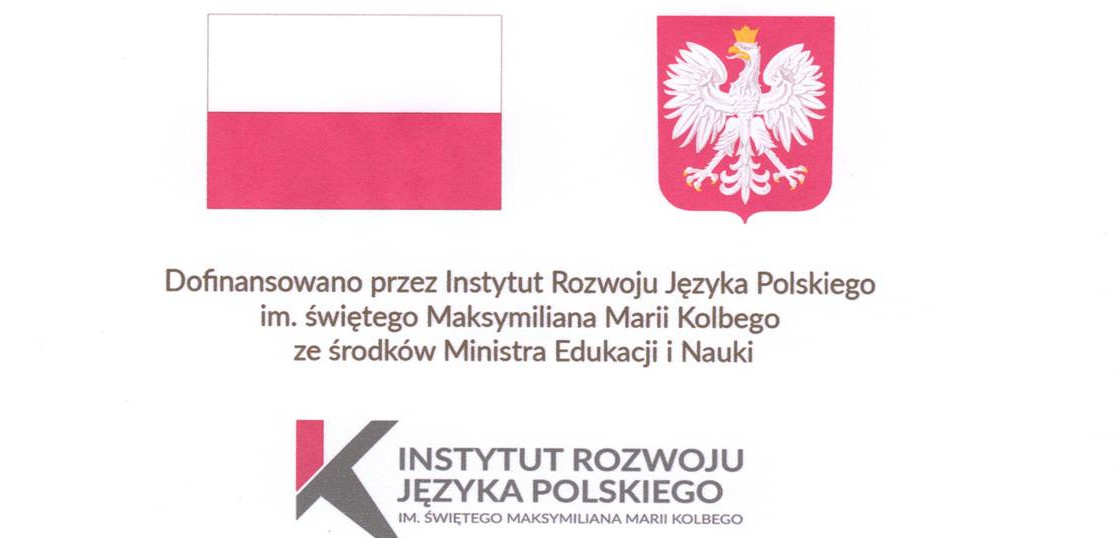 Dofinansowano przez Instytut Rozwoju Języka Polskiego
im. świętego Maksymiliana Marii Kolbego
ze środków Ministra Edukacji i Nauki
INSTYTUT ROZWOJU
JĘZYKA POLSKIEGO
IM. ŚWIĘTEGO MAKSYMILIANA MARII KOLBEGO